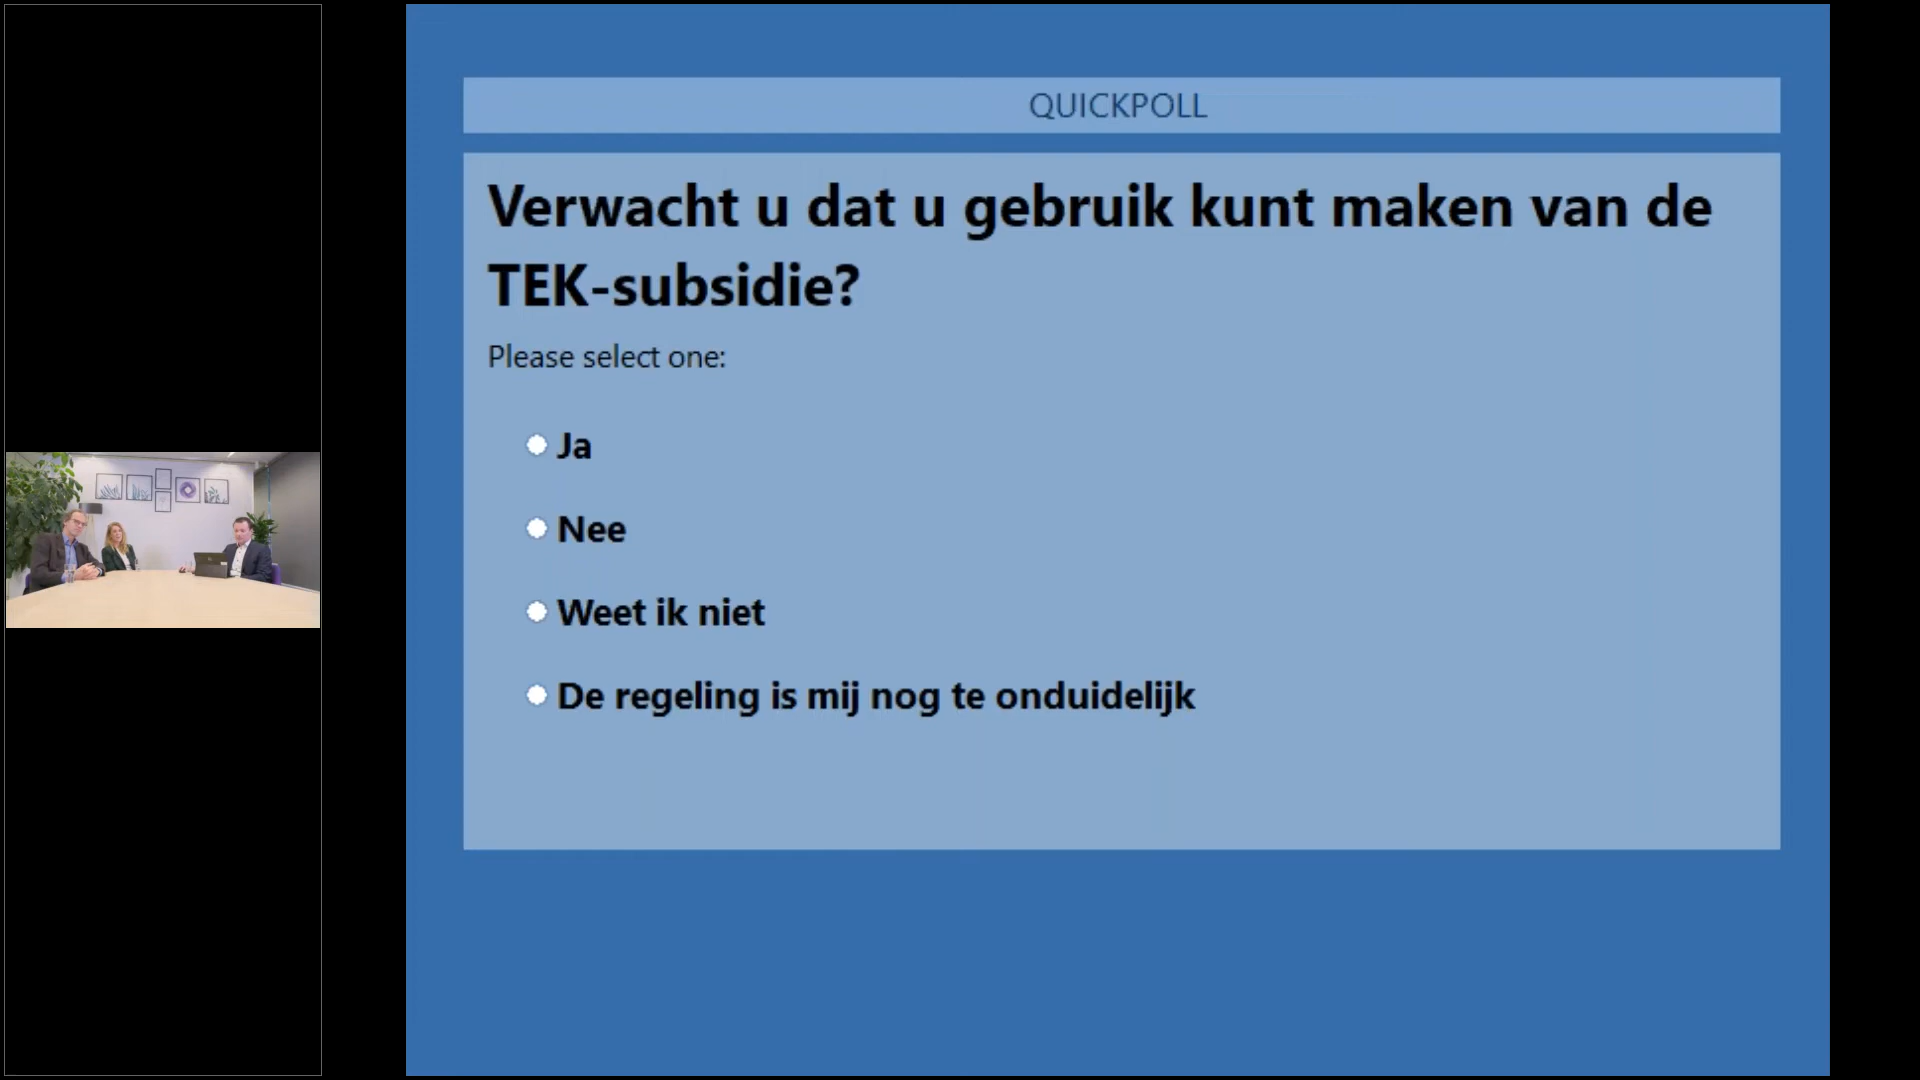 QUICKPOLL
Verwacht u dat u gebruik kunt maken van de
TEK-subsidie?
Please select one:
Ja
Nee
Weet ik niet
De regeling is mij nog te onduidelijk